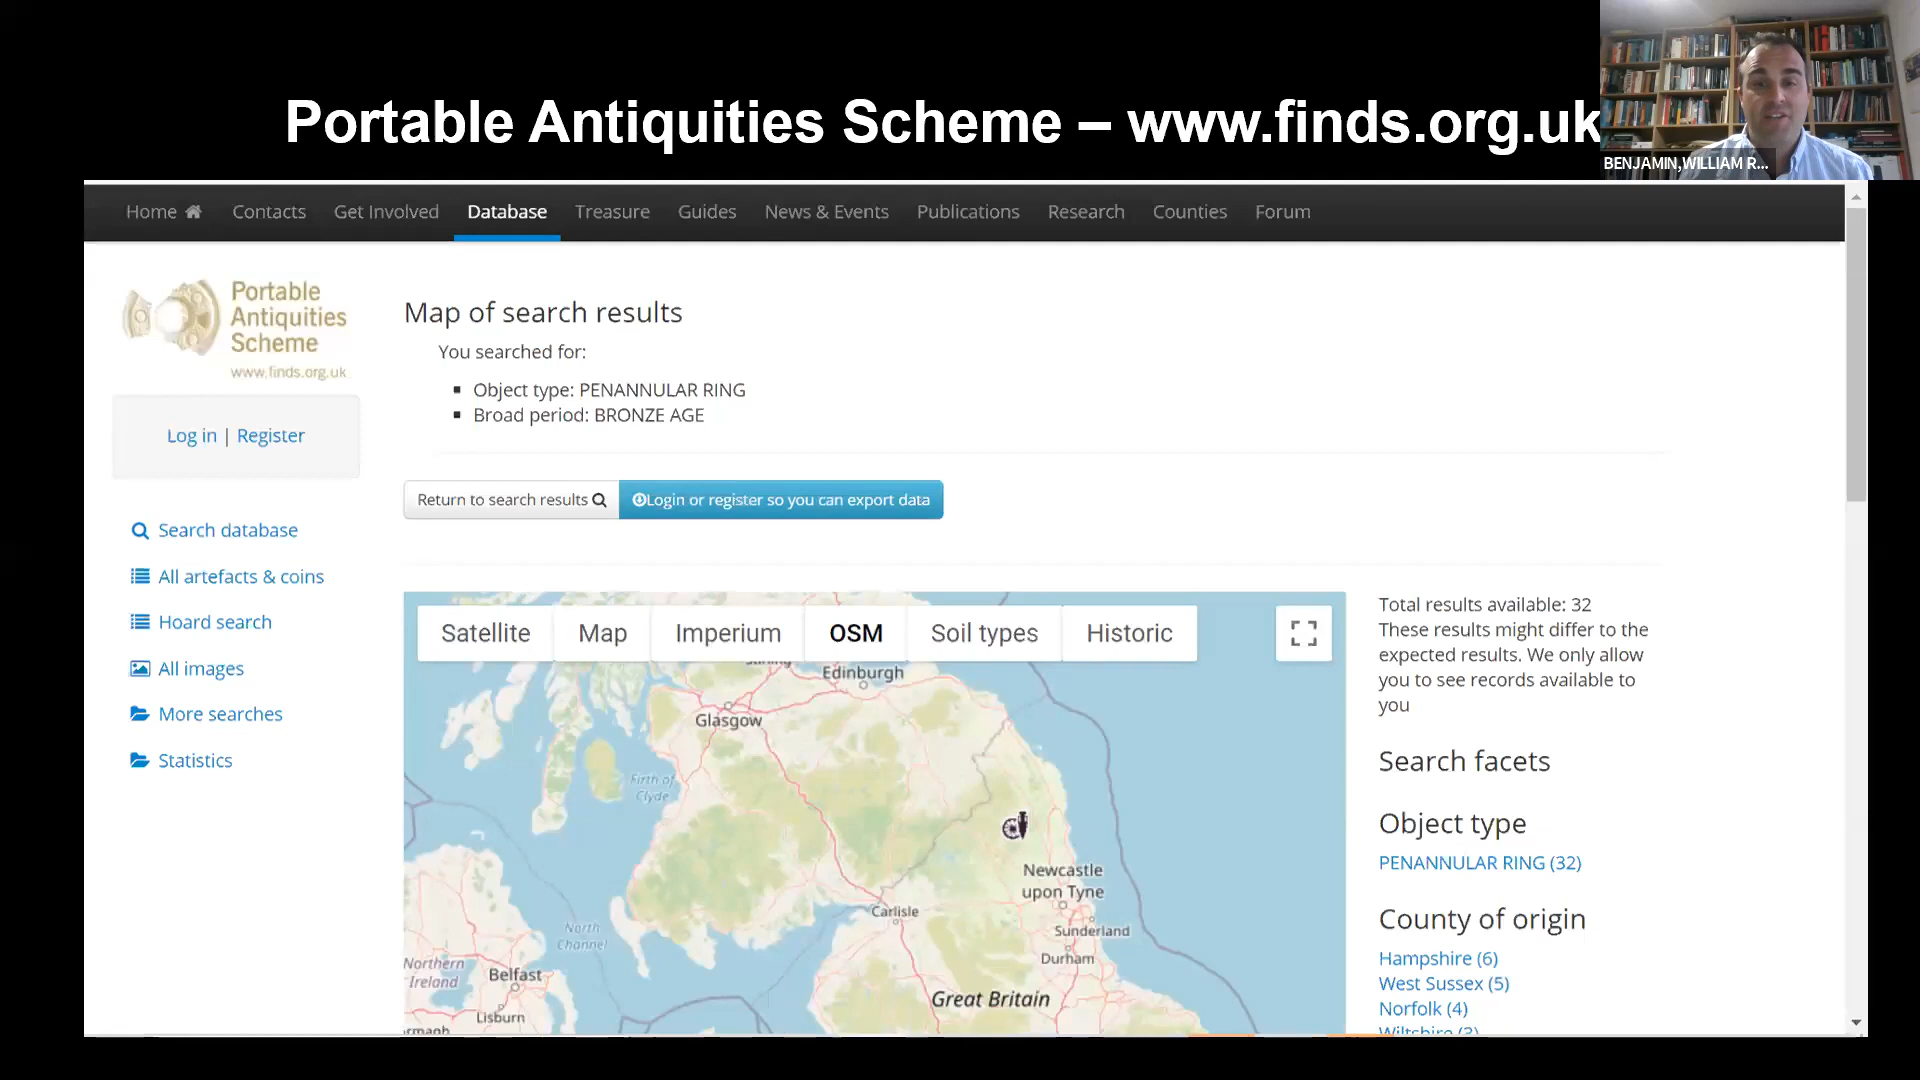 Portable Antiquities Scheme – www.finds.org.uk
BENJAMIN,WILLIAM R...
Home Contacts Get Involved Database Treasure Guides News & Events Publications Research Counties Forum
Portable
Antiquities
Scheme
www.finds.org.uk
Log in | Register
Search database
All artefacts & coins
Hoard search
All images
More searches
Statistics
Map of search results
You searched for:
Object type: PENANNULAR RING
Broad period: BRONZE AGE
Return to search results
Login or register so you can export data
Satellite Map Imperium OSM Soil types Historic
Stirling
Edinburgh
Glasgow
Firth of
Clyde
Newcastle
upon Tyne
Carlisle
Sunderland
North
Channel
Durham
Northern
Ireland
Belfast
Great Britain
Lisburn
Total results available: 32
These results might differ to the
expected results. We only allow
you to see records available to
you
Search facets
Object type
PENANNULAR RING (32)
County of origin
Hampshire (6)
West Sussex (5)
Norfolk (4)
Wiltshire (3)